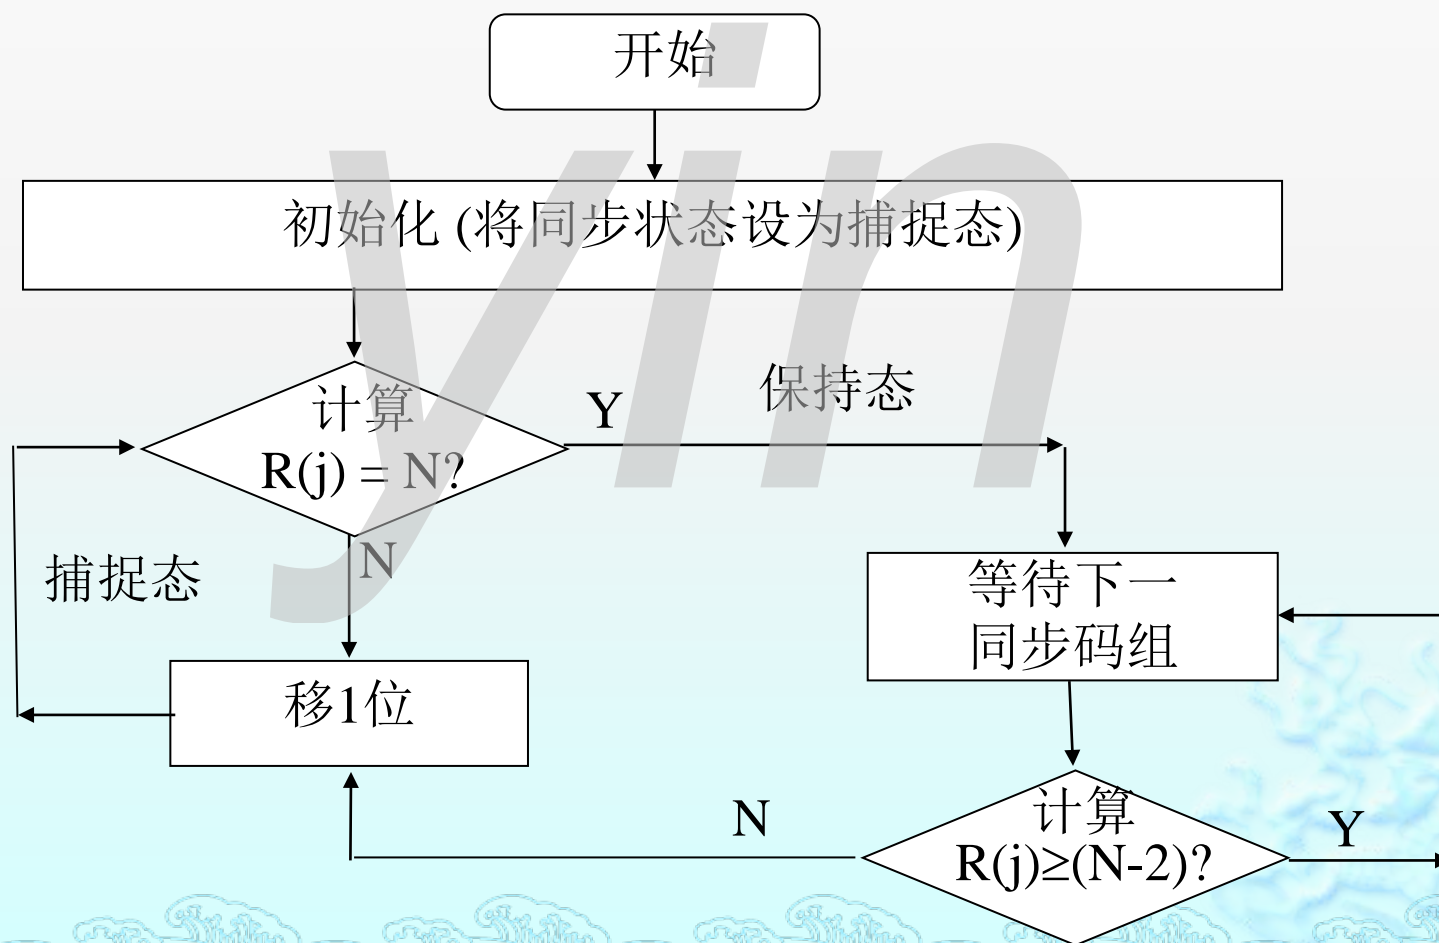 开始
初始化 (将同步状态设为捕捉态)
计算
R(j) = N?
Y
保持态
N
捕捉态
移1位
等待下一
同步码组
计算
R(j)≥(N-2)?
N
Y
yin